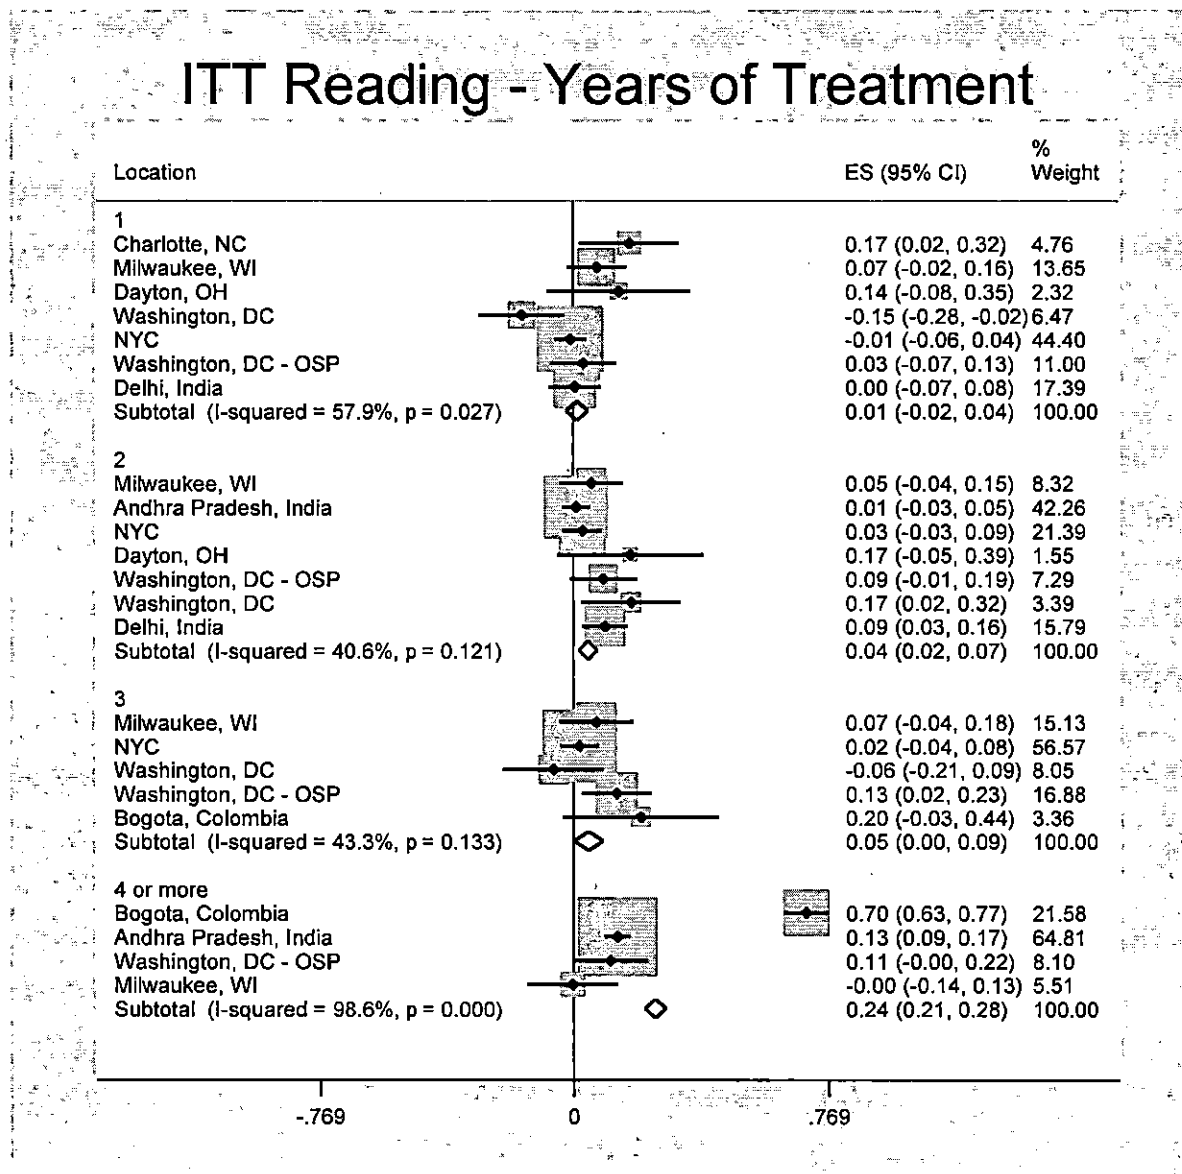 ITT Reading - Years of Treatment
%
Location ES (95% CI) Weight
1
Charlotte, NC 0.17 (0.02, 0.32) 4.76
Milwaukee, WI 0.07 (-0.02, 0.16) 13.65
Dayton, OH 0.14 (-0.08, 0.35) 2.32
Washington, DC -0.15 (-0.28, -0.02) 6.47
NYC -0.01 (-0.06, 0.04) 44.40
Washington, DC - OSP 0.03 (-0.07, 0.13) 11.00
Delhi, India 0.00 (-0.07, 0.08) 17.39
Subtotal (I-squared = 57.9%, p = 0.027) 0.01 (-0.02, 0.04) 100.00
2
Milwaukee, WI 0.05 (-0.04, 0.15) 8.32
Andhra Pradesh, India 0.01 (-0.03, 0.05) 42.26
NYC 0.03 (-0.03, 0.09) 21.39
Dayton, OH 0.17 (-0.05, 0.39) 1.55
Washington, DC - OSP 0.09 (-0.01, 0.19) 7.29
Washington, DC 0.17 (0.02, 0.32) 3.39
Delhi, India 0.09 (0.03, 0.16) 15.79
Subtotal (I-squared = 40.6%, p = 0.121) 0.04 (0.02, 0.07) 100.00
3
Milwaukee, WI 0.07 (-0.04, 0.18) 15.13
NYC 0.02 (-0.04, 0.08) 56.57
Washington, DC -0.06 (-0.21, 0.09) 8.05
Washington, DC - OSP 0.13 (0.02, 0.23) 16.88
Bogota, Colombia 0.20 (-0.03, 0.44) 3.36
Subtotal (I-squared = 43.3%, p = 0.133) 0.05 (0.00, 0.09) 100.00
4 or more
Bogota, Colombia 0.70 (0.63, 0.77) 21.58
Andhra Pradesh, India 0.13 (0.09, 0.17) 64.81
Washington, DC - OSP 0.11 (-0.00, 0.22) 8.10
Milwaukee, WI -0.00 (-0.14, 0.13) 5.51
Subtotal (I-squared = 98.6%, p = 0.000) 0.24 (0.21, 0.28) 100.00
-.769 0 .769